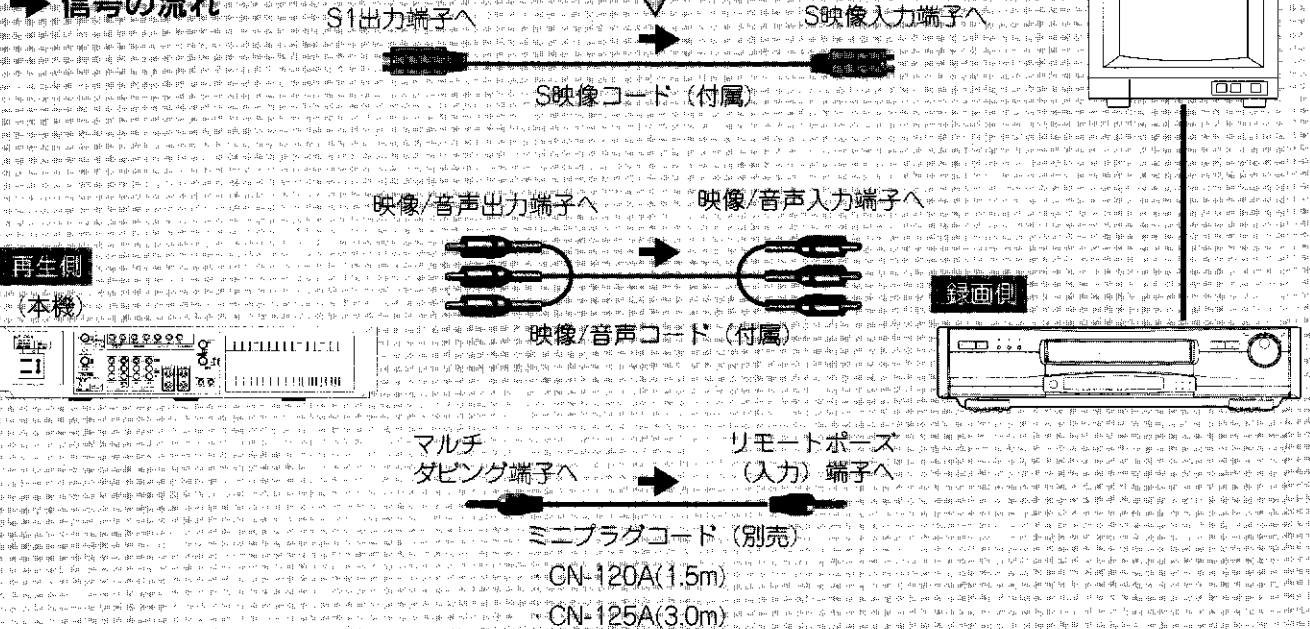 ➡ 信号の流れ
S1出力端子へ
S映像入力端子へ
S映像コード（付属）
映像/音声出力端子へ
映像/音声入力端子へ
再生側
（本機）
録画側
映像/音声コード（付属）
マルチ
ダビング端子へ
リモートポーズ
（入力）端子へ
ミニプラグコード（別売）
CN-120A(1.5m)
CN-125A(3.0m)